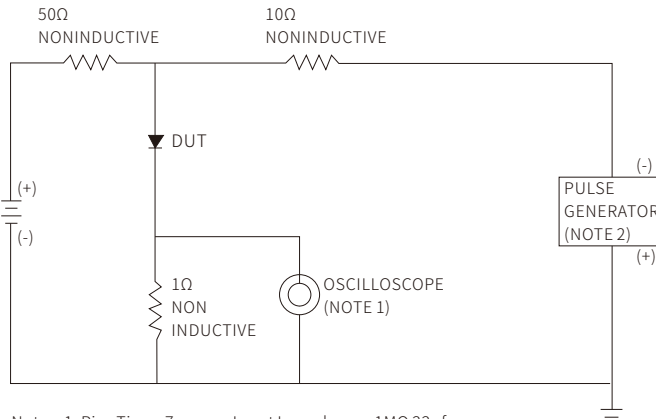 50Ω
NONINDUCTIVE
10Ω
NONINDUCTIVE
DUT
(+)
(-)
(-)
PULSE
GENERATOR
(NOTE 2)
(+)
1Ω
NON
INDUCTIVE
OSCILLOSCOPE
(NOTE 1)